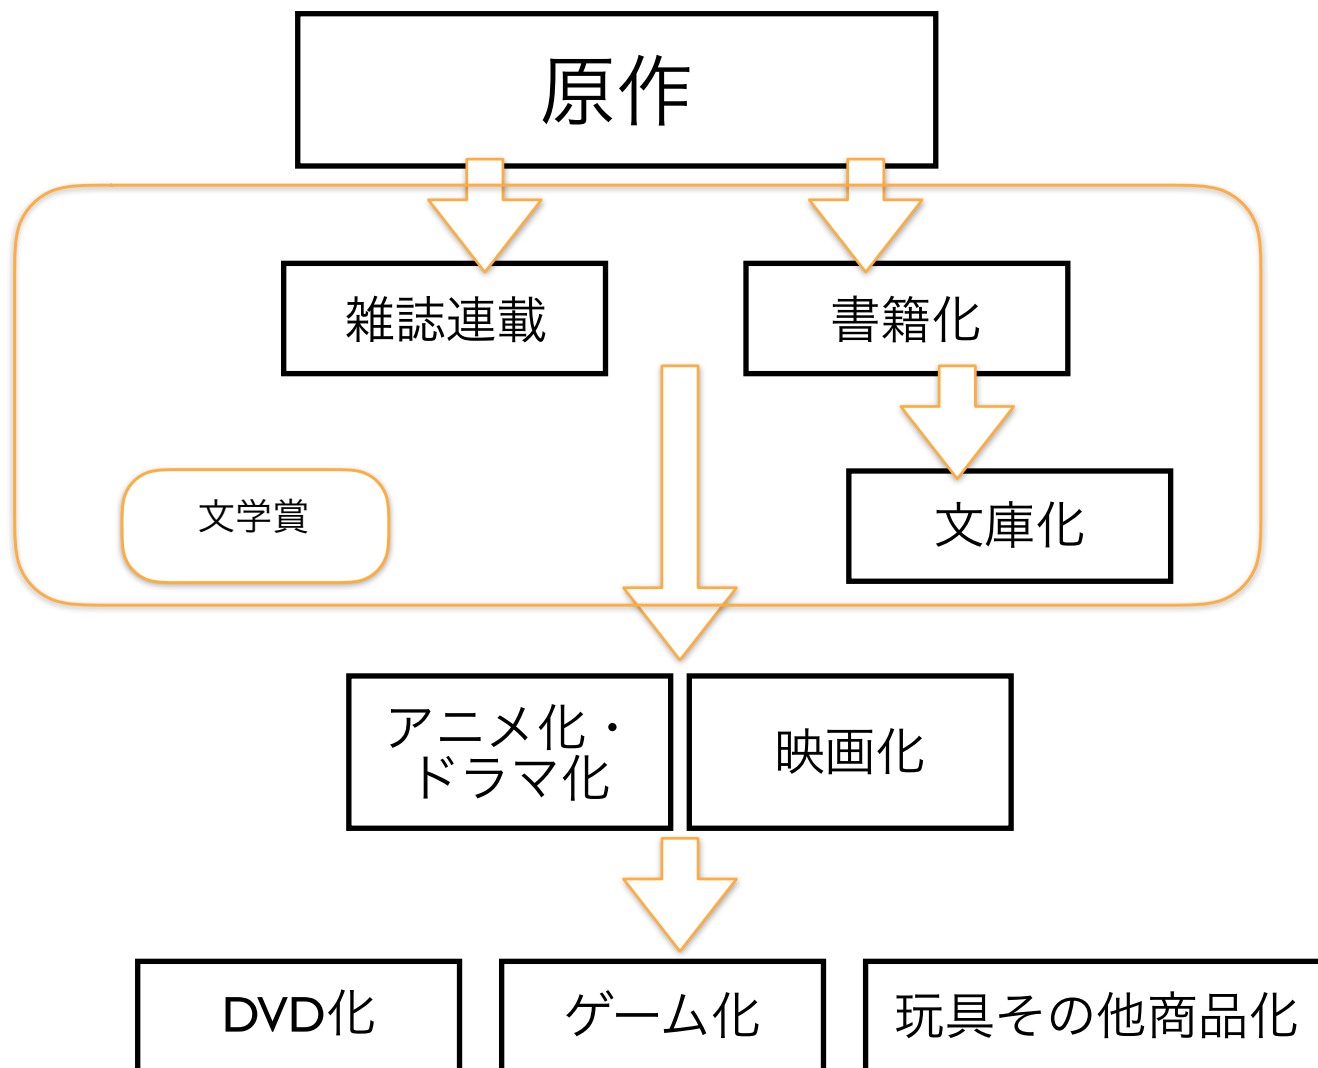 原作
雑誌連載
書籍化
文学賞
文庫化
アニメ化・
ドラマ化
映画化
DVD化
ゲーム化
玩具その他商品化